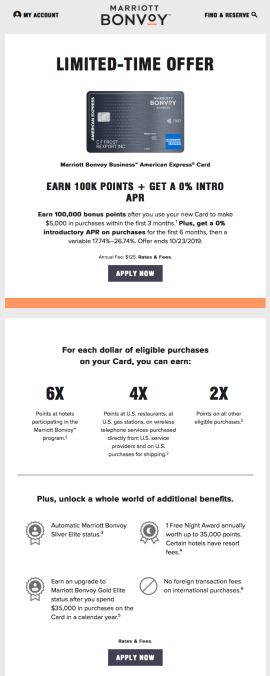 MY ACCOUNT
MARRIOTT
BONVOY™
FIND & RESERVE
LIMITED-TIME OFFER
AMERICAN EXPRESS
MARRIOTT
BONVOY
BUSINESS
C F FROST
REXPORT INC
Marriott Bonvoy Business™ American Express® Card
EARN 100K POINTS + GET A 0% INTRO
APR
Earn 100,000 bonus points after you use your new Card to make
$5,000 in purchases within the first 3 months.¹ Plus, get a 0%
introductory APR on purchases for the first 6 months, then a
variable 17.74%–26.74%. Offer ends 10/23/2019.
Annual Fee: $125. Rates & Fees.
APPLY NOW
For each dollar of eligible purchases
on your Card, you can earn:
6X
Points at hotels
participating in the
Marriott Bonvoy™
program.²
4X
Points at U.S. restaurants, at
U.S. gas stations, on wireless
telephone services purchased
directly from U.S. service
providers and on U.S.
purchases for shipping.²
2X
Points on all other
eligible purchases.²
Plus, unlock a whole world of additional benefits.
Automatic Marriott Bonvoy
Silver Elite status.³
1 Free Night Award annually
worth up to 35,000 points.
Certain hotels have resort
fees.⁴
Earn an upgrade to
Marriott Bonvoy Gold Elite
status after you spend
$35,000 in purchases on the
Card in a calendar year.⁵
No foreign transaction fees
on international purchases.⁶
Rates & Fees.
APPLY NOW